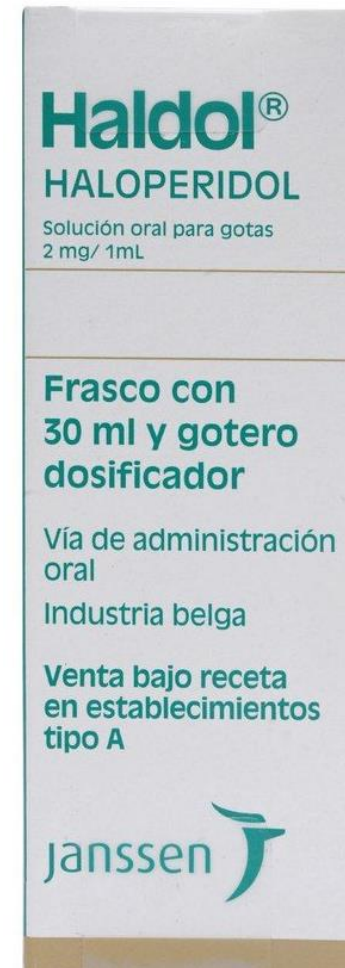 Haldol®
HALOPERIDOL
Solución oral para gotas
2 mg/ 1mL
Frasco con
30 ml y gotero
dosificador
Vía de administración
oral
Industria belga
Venta bajo receta
en establecimientos
tipo A
janssen